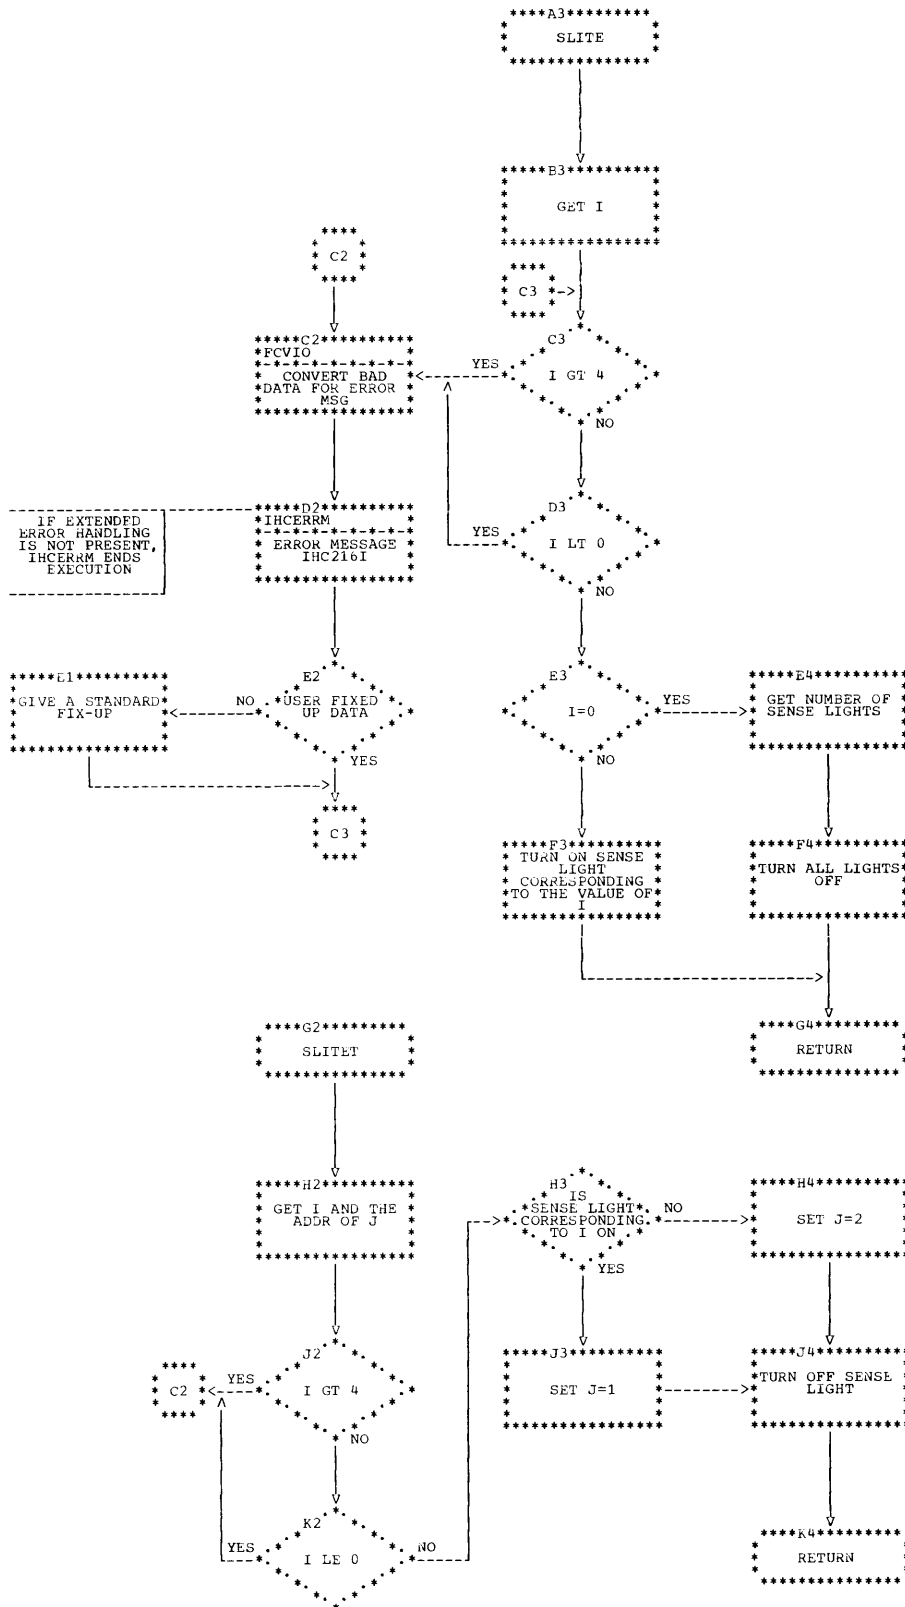 A3
SLITE
B3
GET I
C2
C3
C2
FCVIO
CONVERT BAD
DATA FOR ERROR
MSG
C3
I GT 4
YES
NO
D2
IHCERRM
ERROR MESSAGE
IHC216I
IF EXTENDED
ERROR HANDLING
IS NOT PRESENT,
IHCERRM ENDS
EXECUTION
D3
I LT 0
YES
NO
E1
GIVE A STANDARD
FIX-UP
E2
USER FIXED
UP DATA
NO
YES
E3
I=0
YES
NO
E4
GET NUMBER OF
SENSE LIGHTS
C3
F3
TURN ON SENSE
LIGHT
CORRESPONDING
TO THE VALUE OF
I
F4
TURN ALL LIGHTS
OFF
G2
SLITET
G4
RETURN
H2
GET I AND THE
ADDR OF J
H3
IS
SENSE LIGHT
CORRESPONDING
TO I ON
NO
YES
H4
SET J=2
J2
I GT 4
YES
NO
C2
J3
SET J=1
J4
TURN OFF SENSE
LIGHT
K2
I LE 0
YES
NO
K4
RETURN